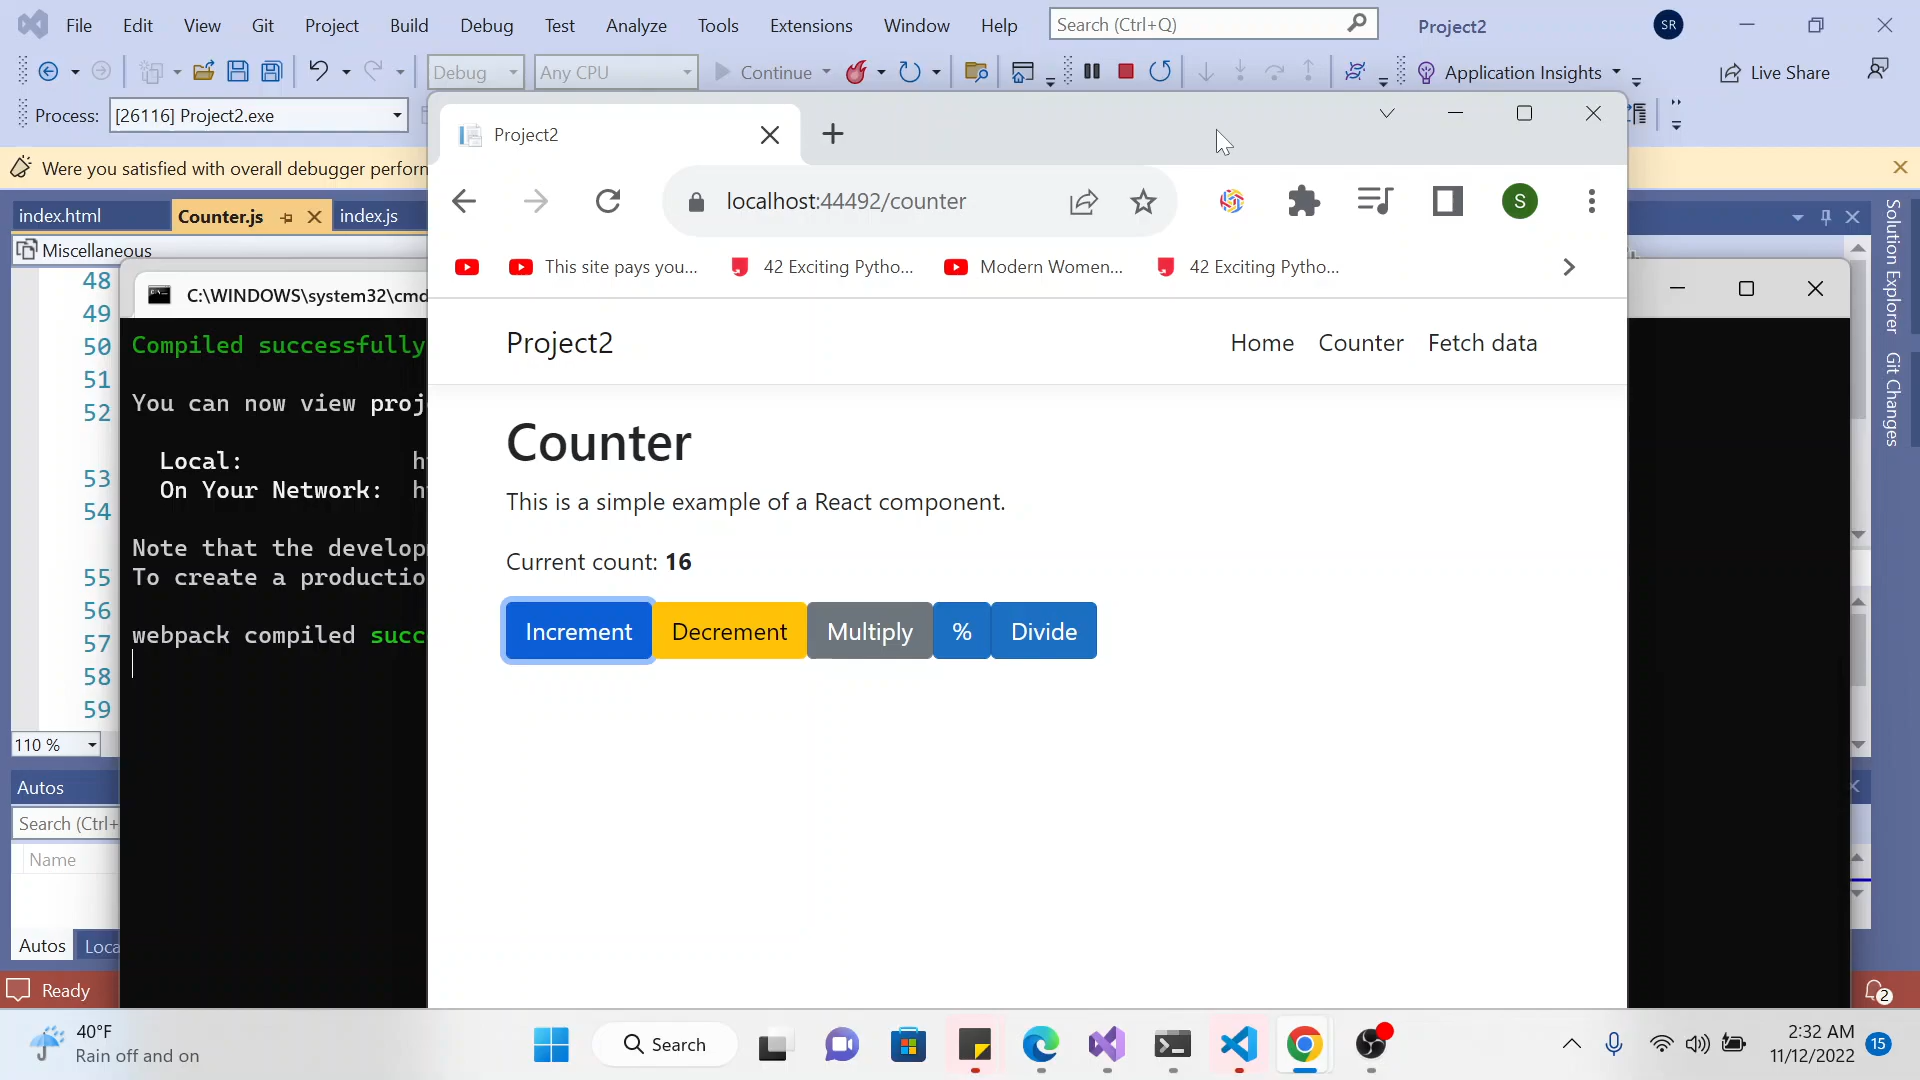 File Edit View Git Project Build Debug Test Analyze Tools Extensions Window Help Search (Ctrl+Q) Project2 SR
Debug Any CPU Continue Application Insights Live Share
Process: [26116] Project2.exe
Were you satisfied with overall debugger perform
index.html Counter.js index.js
Miscellaneous
48
49
50
51
52
53
54
55
56
57
58
59
110 %
Autos
Search (Ctrl+
Name
Autos Loca
Ready
Solution Explorer
Git Changes
2
C:\WINDOWS\system32\cmd
Compiled successfully
You can now view proj
Local: h
On Your Network: h
Note that the develop
To create a productio
webpack compiled succ
Project2
localhost:44492/counter
S
This site pays you... 42 Exciting Pytho... Modern Women... 42 Exciting Pytho...
Project2 Home Counter Fetch data
Counter
This is a simple example of a React component.
Current count: 16
Increment Decrement Multiply % Divide
40°F
Rain off and on
Search
2:32 AM
11/12/2022
15